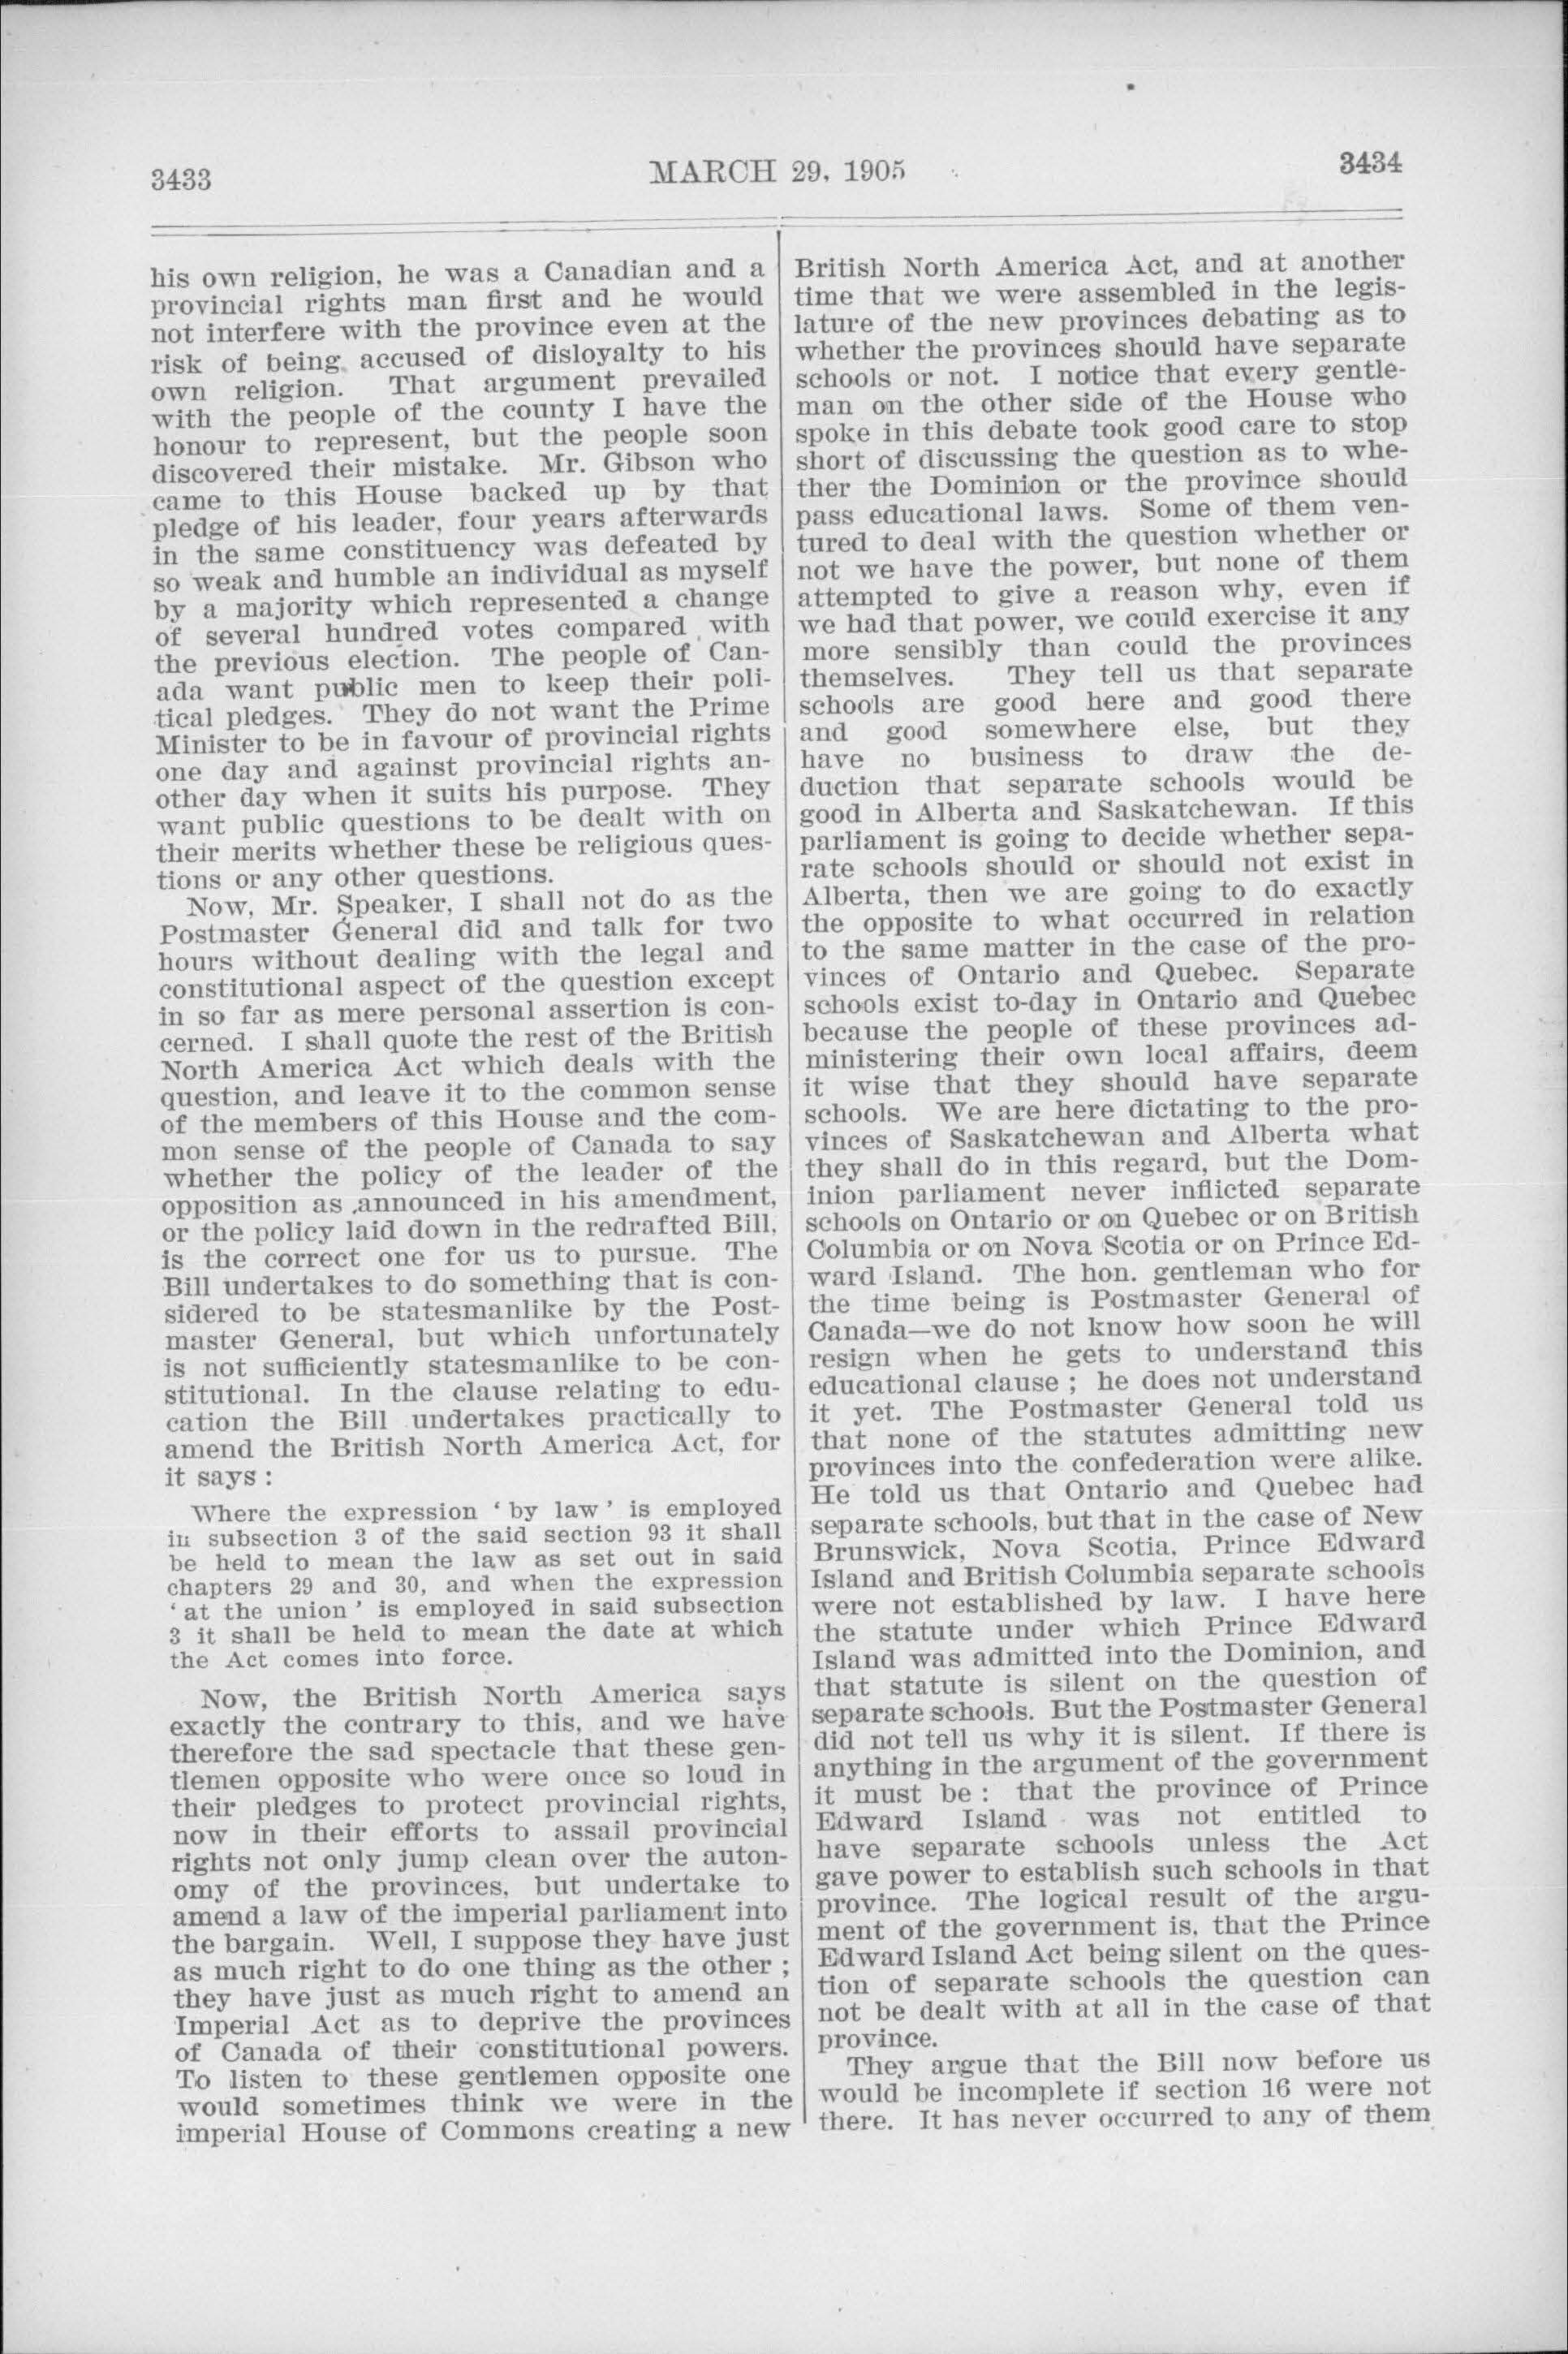 3433
MARCH 29, 1905
3434
his own religion, he was a Canadian and a
provincial rights man first and he would
not interfere with the province even at the
risk of being accused of disloyalty to his
own religion. That argument prevailed
with the people of the county I have the
honour to represent, but the people soon
discovered their mistake. Mr. Gibson who
came to this House backed up by that
pledge of his leader, four years afterwards
in the same constituency was defeated by
so weak and humble an individual as myself
by a majority which represented a change
of several hundred votes compared with
the previous election. The people of Can-
ada want public men to keep their poli-
tical pledges. They do not want the Prime
Minister to be in favour of provincial rights
one day and against provincial rights an-
other day when it suits his purpose. They
want public questions to be dealt with on
their merits whether these be religious ques-
tions or any other questions.
Now, Mr. Speaker, I shall not do as the
Postmaster General did and talk for two
hours without dealing with the legal and
constitutional aspect of the question except
in so far as mere personal assertion is con-
cerned. I shall quote the rest of the British
North America Act which deals with the
question, and leave it to the common sense
of the members of this House and the com-
mon sense of the people of Canada to say
whether the policy of the leader of the
opposition as announced in his amendment,
or the policy laid down in the redrafted Bill,
is the correct one for us to pursue. The
Bill undertakes to do something that is con-
sidered to be statesmanlike by the Post-
master General, but which unfortunately
is not sufficiently statesmanlike to be con-
stitutional. In the clause relating to edu-
cation the Bill undertakes practically to
amend the British North America Act, for
it says :
Where the expression ‘ by law ’ is employed
in subsection 3 of the said section 93 it shall
be held to mean the law as set out in said
chapters 29 and 30, and when the expression
‘ at the union ’ is employed in said subsection
3 it shall be held to mean the date at which
the Act comes into force.
Now, the British North America says
exactly the contrary to this, and we have
therefore the sad spectacle that these gen-
tlemen opposite who were once so loud in
their pledges to protect provincial rights,
now in their efforts to assail provincial
rights not only jump clean over the auton-
omy of the provinces, but undertake to
amend a law of the imperial parliament into
the bargain. Well, I suppose they have just
as much right to do one thing as the other ;
they have just as much right to amend an
Imperial Act as to deprive the provinces
of Canada of their constitutional powers.
To listen to these gentlemen opposite one
would sometimes think we were in the
imperial House of Commons creating a new
British North America Act, and at another
time that we were assembled in the legis-
lature of the new provinces debating as to
whether the provinces should have separate
schools or not. I notice that every gentle-
man on the other side of the House who
spoke in this debate took good care to stop
short of discussing the question as to whe-
ther the Dominion or the province should
pass educational laws. Some of them ven-
tured to deal with the question whether or
not we have the power, but none of them
attempted to give a reason why, even if
we had that power, we could exercise it any
more sensibly than could the provinces
themselves. They tell us that separate
schools are good here and good there
and good somewhere else, but they
have no business to draw the de-
duction that separate schools would be
good in Alberta and Saskatchewan. If this
parliament is going to decide whether sepa-
rate schools should or should not exist in
Alberta, then we are going to do exactly
the opposite to what occurred in relation
to the same matter in the case of the pro-
vinces of Ontario and Quebec. Separate
schools exist to-day in Ontario and Quebec
because the people of these provinces ad-
ministering their own local affairs, deem
it wise that they should have separate
schools. We are here dictating to the pro-
vinces of Saskatchewan and Alberta what
they shall do in this regard, but the Dom-
inion parliament never inflicted separate
schools on Ontario or on Quebec or on British
Columbia or on Nova Scotia or on Prince Ed-
ward Island. The hon. gentleman who for
the time being is Postmaster General of
Canada—we do not know how soon he will
resign when he gets to understand this
educational clause ; he does not understand
it yet. The Postmaster General told us
that none of the statutes admitting new
provinces into the confederation were alike.
He told us that Ontario and Quebec had
separate schools, but that in the case of New
Brunswick, Nova Scotia, Prince Edward
Island and British Columbia separate schools
were not established by law. I have here
the statute under which Prince Edward
Island was admitted into the Dominion, and
that statute is silent on the question of
separate schools. But the Postmaster General
did not tell us why it is silent. If there is
anything in the argument of the government
it must be : that the province of Prince
Edward Island was not entitled to
have separate schools unless the Act
gave power to establish such schools in that
province. The logical result of the argu-
ment of the government is, that the Prince
Edward Island Act being silent on the ques-
tion of separate schools the question can
not be dealt with at all in the case of that
province.
They argue that the Bill now before us
would be incomplete if section 16 were not
there. It has never occurred to any of them